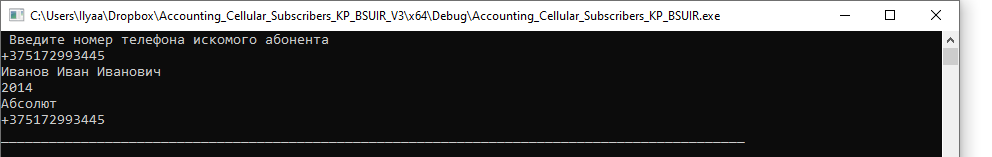 C:\Users\Ilyaa\Dropbox\Accounting_Cellular_Subscribers_KP_BSUIR_V3\x64\Debug\Accounting_Cellular_Subscribers_KP_BSUIR.exe
Введите номер телефона искомого абонента
+375172993445
Иванов Иван Иванович
2014
Абсолют
+375172993445